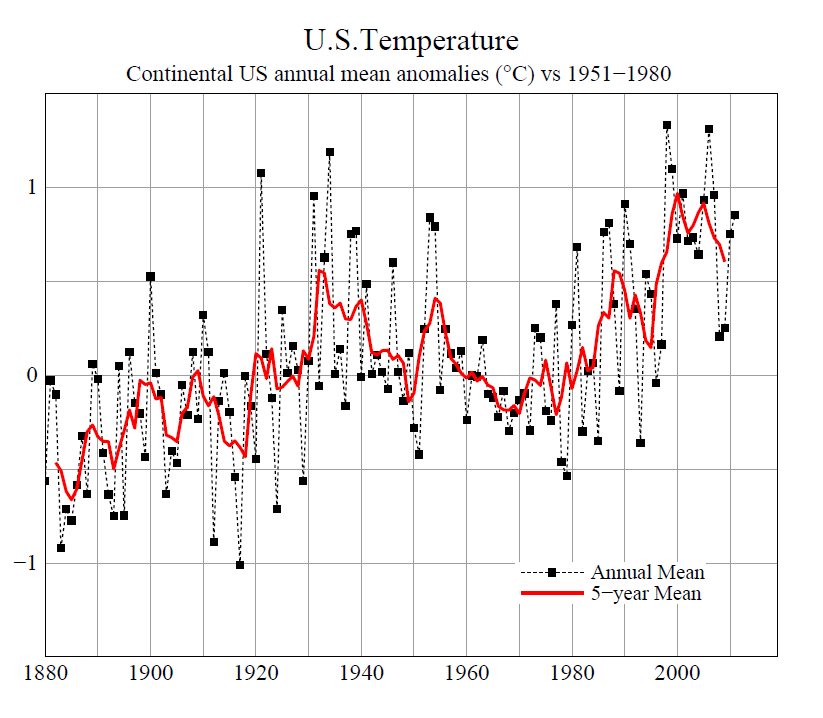 U.S.Temperature
Continental US annual mean anomalies (°C) vs 1951−1980
1
0
−1
Annual Mean
5−year Mean
1880 1900 1920 1940 1960 1980 2000